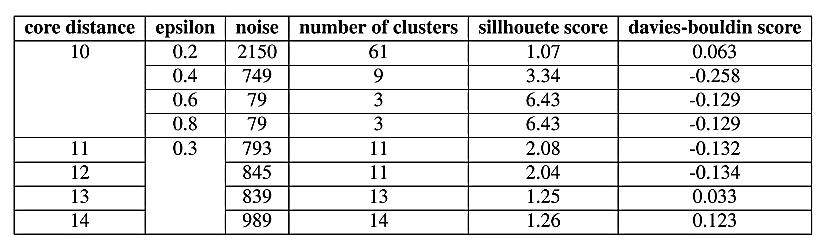 core distance epsilon noise number of clusters sillhouete score davies-bouldin score
10 0.2 2150 61 1.07 0.063
0.4 749 9 3.34 -0.258
0.6 79 3 6.43 -0.129
0.8 79 3 6.43 -0.129
11 0.3 793 11 2.08 -0.132
12 845 11 2.04 -0.134
13 839 13 1.25 0.033
14 989 14 1.26 0.123